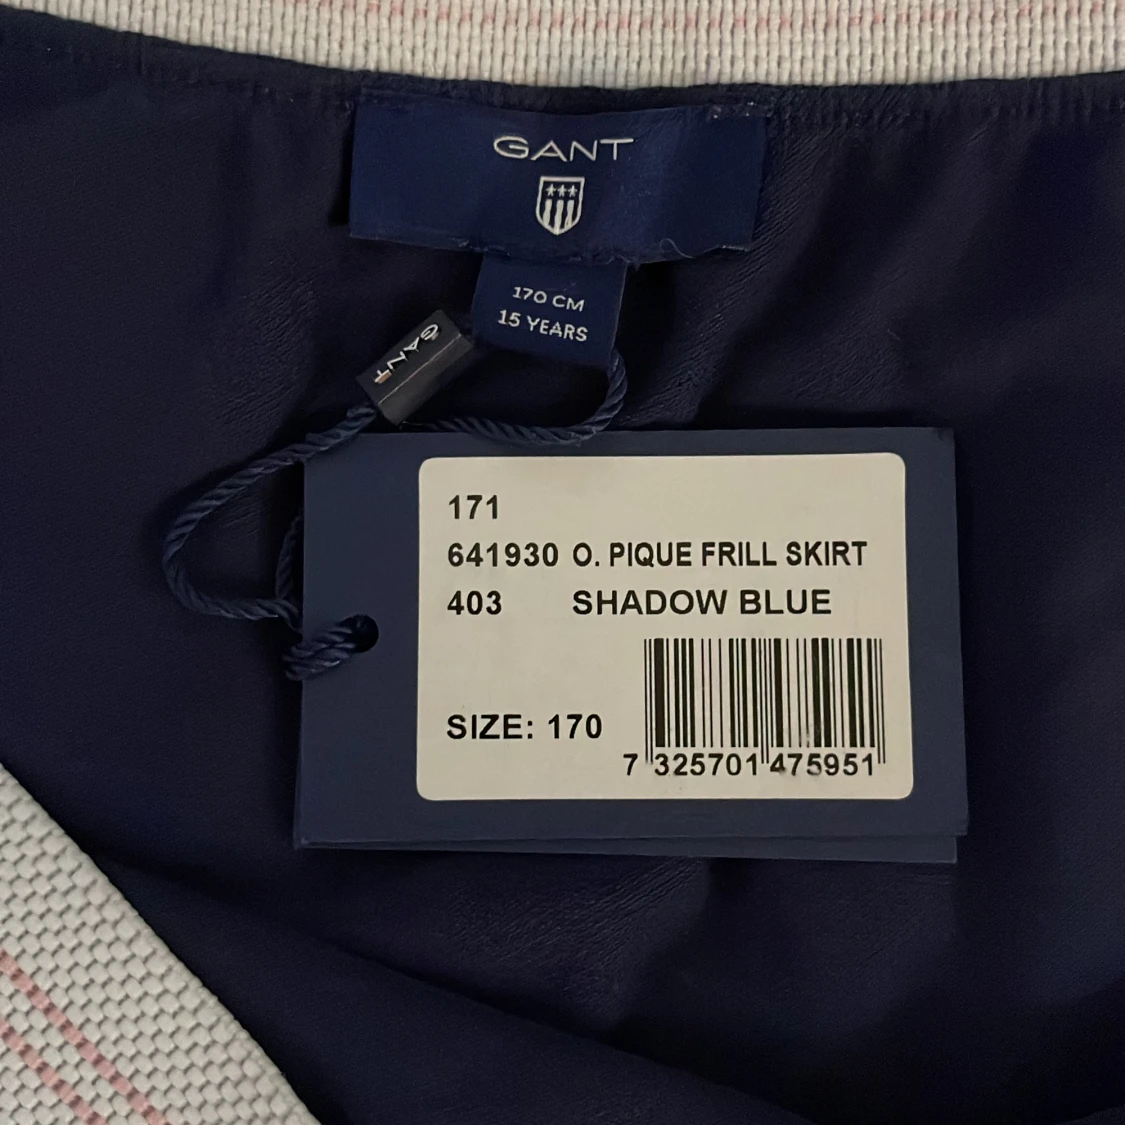 GANT
170 CM
15 YEARS
GANT
171
641930 O. PIQUE FRILL SKIRT
403 SHADOW BLUE
SIZE: 170
7 325701 475951